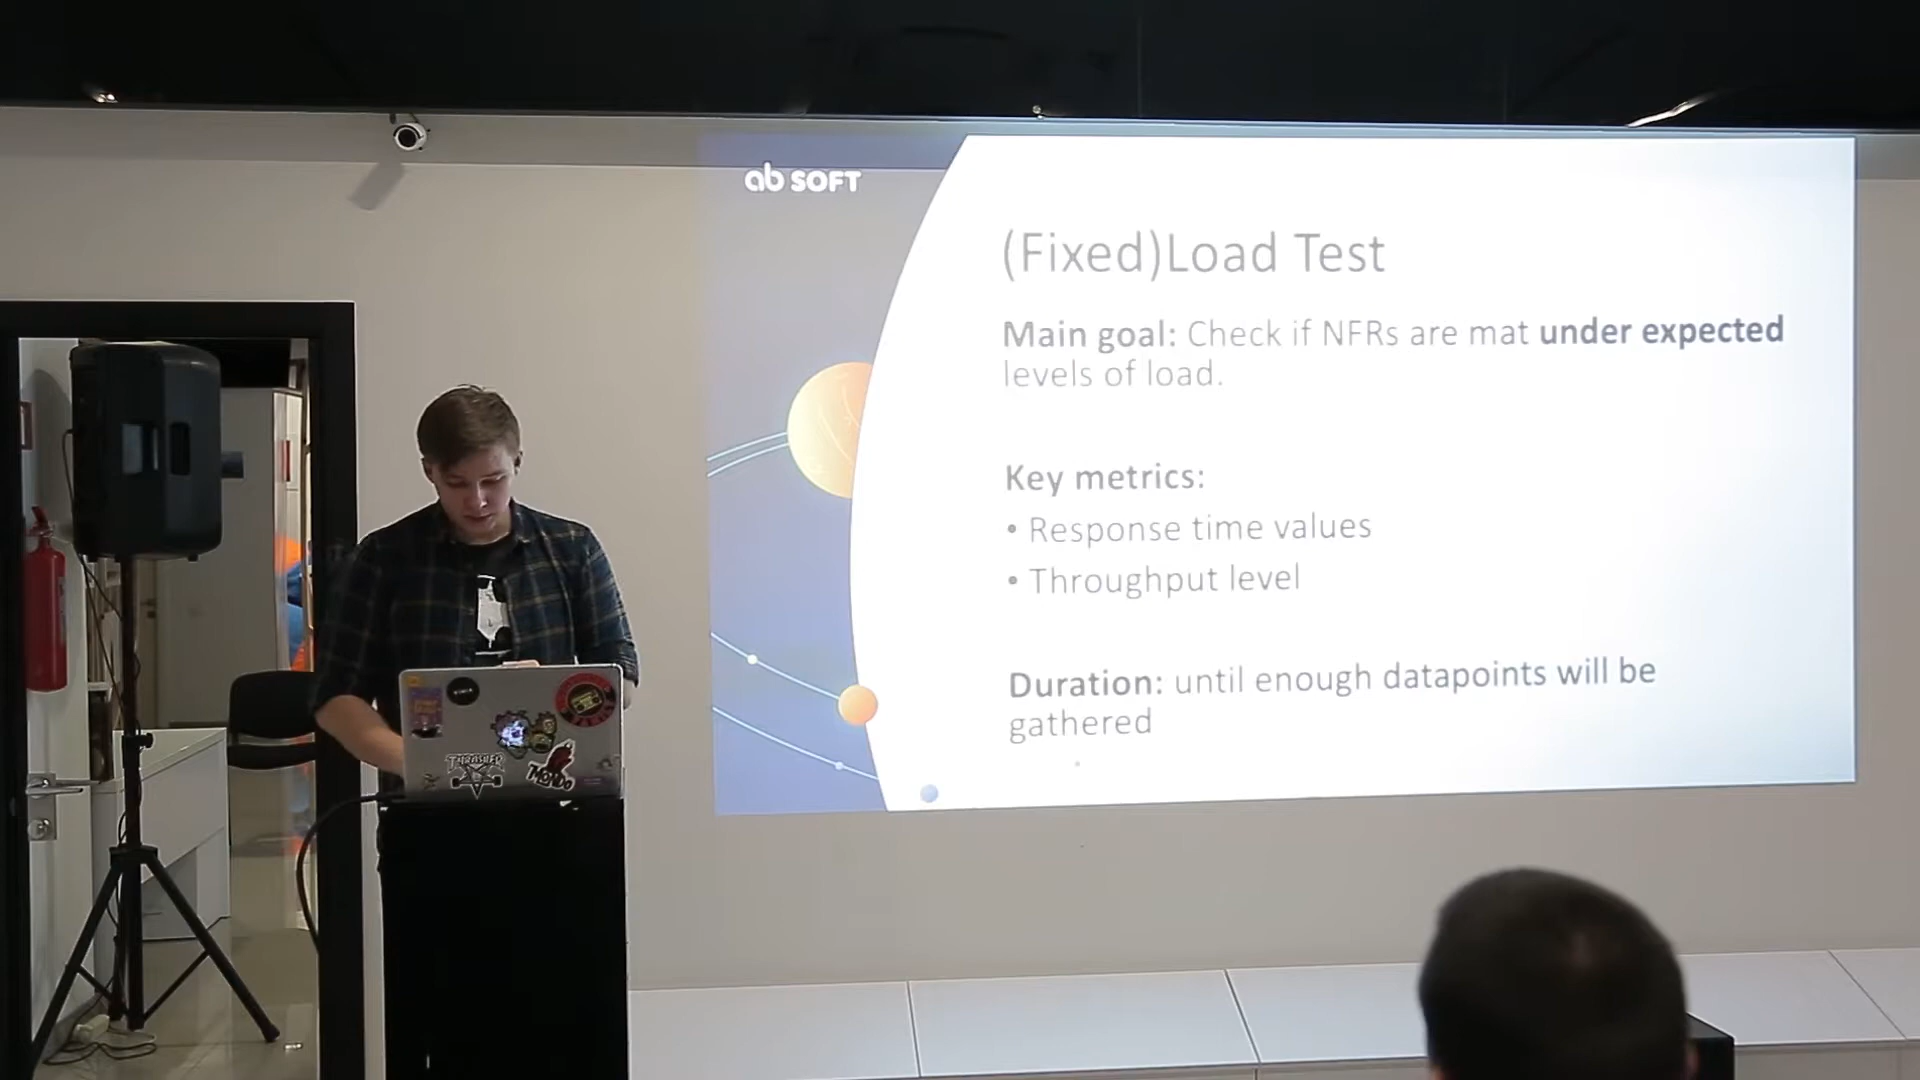 ab SOFT
(Fixed)Load Test
Main goal: Check if NFRs are mat under expected
levels of load.
Key metrics:
• Response time values
• Throughput level
Duration: until enough datapoints will be
gathered
THRASHER
TMONDO